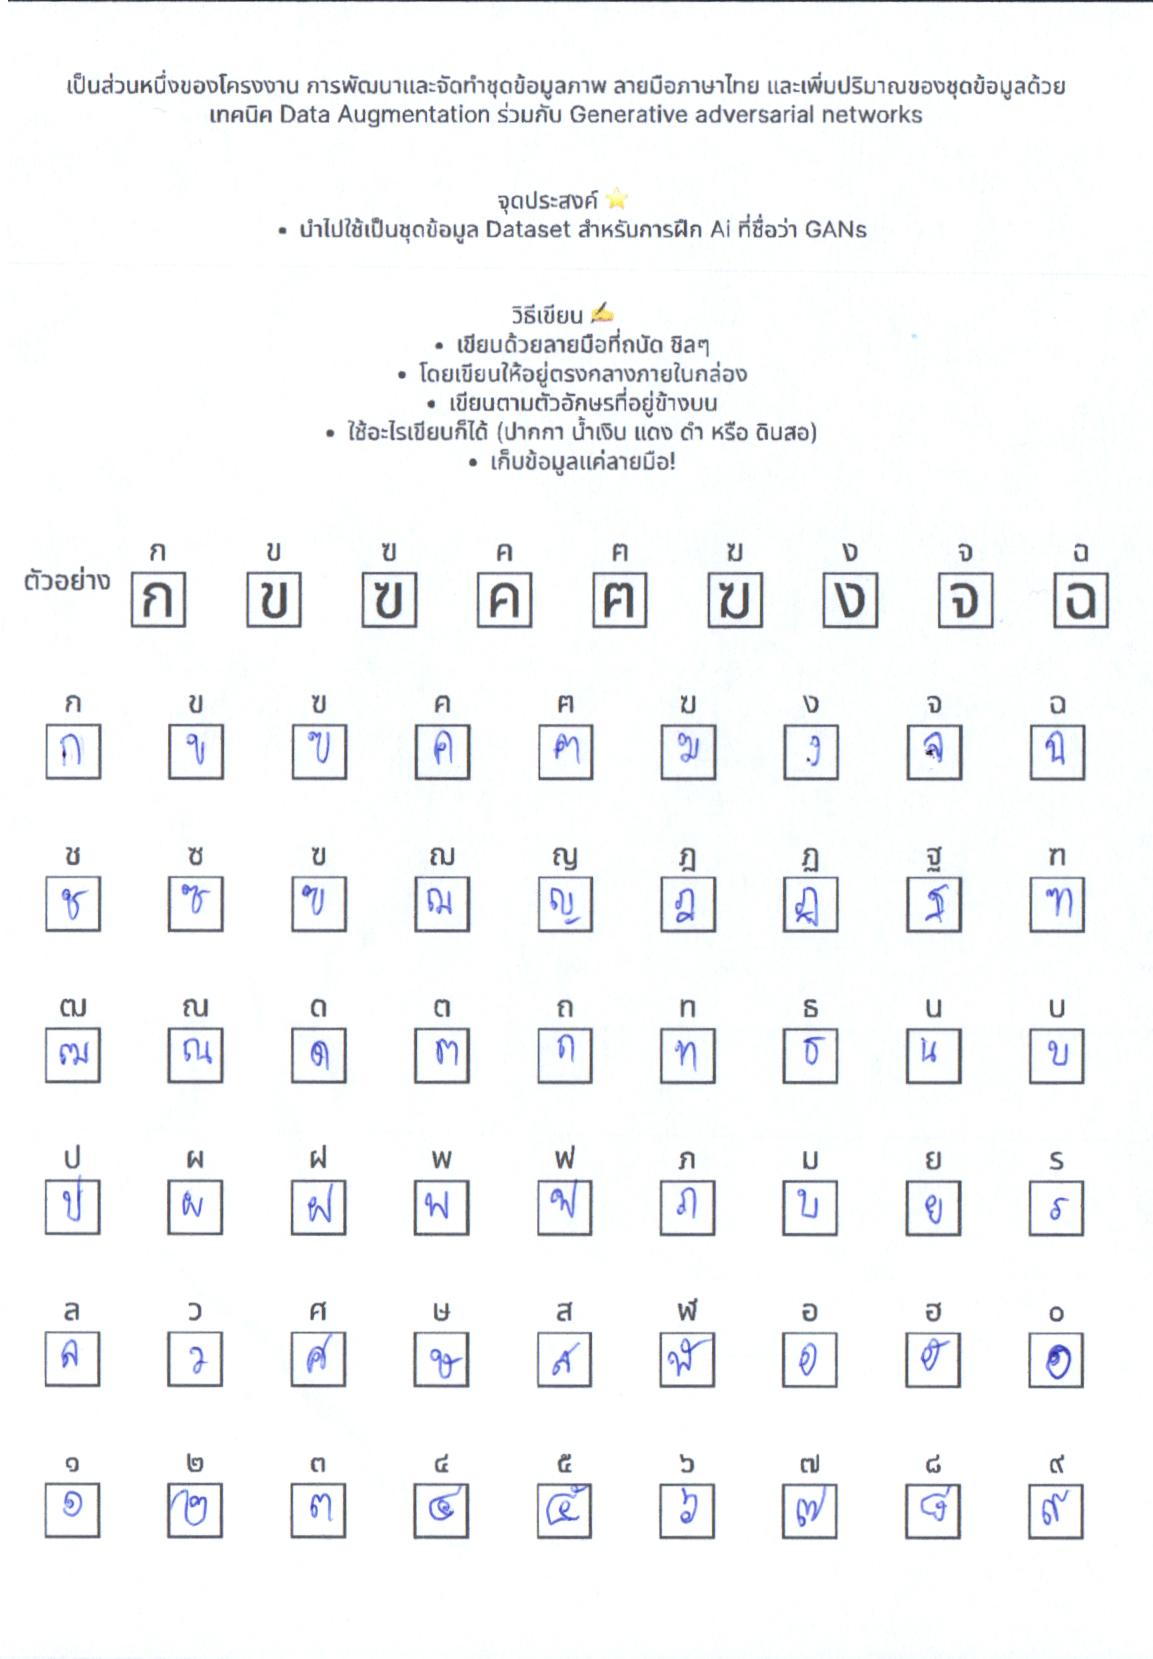 เป็นส่วนหนึ่งของโครงงาน การพัฒนาและจัดทำชุดข้อมูลภาพ ลายมือภาษาไทย และเพิ่มปริมาณของชุดข้อมูลด้วย
เทคนิค Data Augmentation ร่วมกับ Generative adversarial networks
จุดประสงค์ ⭐
• นำไปใช้เป็นชุดข้อมูล Dataset สำหรับการฝึก Ai ที่ชื่อว่า GANs
วิธีเขียน ✍
• เขียนด้วยลายมือที่ถนัด ชิลๆ
• โดยเขียนให้อยู่ตรงกลางภายในกล่อง
• เขียนตามตัวอักษรที่อยู่ข้างบน
• ใช้อะไรเขียนก็ได้ (ปากกา น้ำเงิน แดง ดำ หรือ ดินสอ)
• เก็บข้อมูลแค่ลายมือ!
ก ข ฃ ค ฅ ฆ ง จ ฉ
ตัวอย่าง ก ข ฃ ค ฅ ฆ ง จ ฉ
ก ข ฃ ค ฅ ฆ ง จ ฉ
ก ข ฃ ค ฅ ฆ ง จ ฉ
ช ซ ฃ ฌ ญ ฎ ฏ ฐ ฑ
ช ซ ฃ ฌ ญ ฎ ฏ ฐ ฑ
ฒ ณ ด ต ถ ท ธ น บ
ฒ ณ ด ต ถ ท ธ น บ
ป ผ ฝ พ ฟ ภ ม ย ร
ป ผ ฝ พ ฟ ภ ม ย ร
ล ว ศ ษ ส ฬ อ ฮ ๐
ล ว ศ ษ ส ฬ อ ฮ ๐
๑ ๒ ๓ ๔ ๕ ๖ ๗ ๘ ๙
๑ ๒ ๓ ๔ ๕ ๖ ๗ ๘ ๙